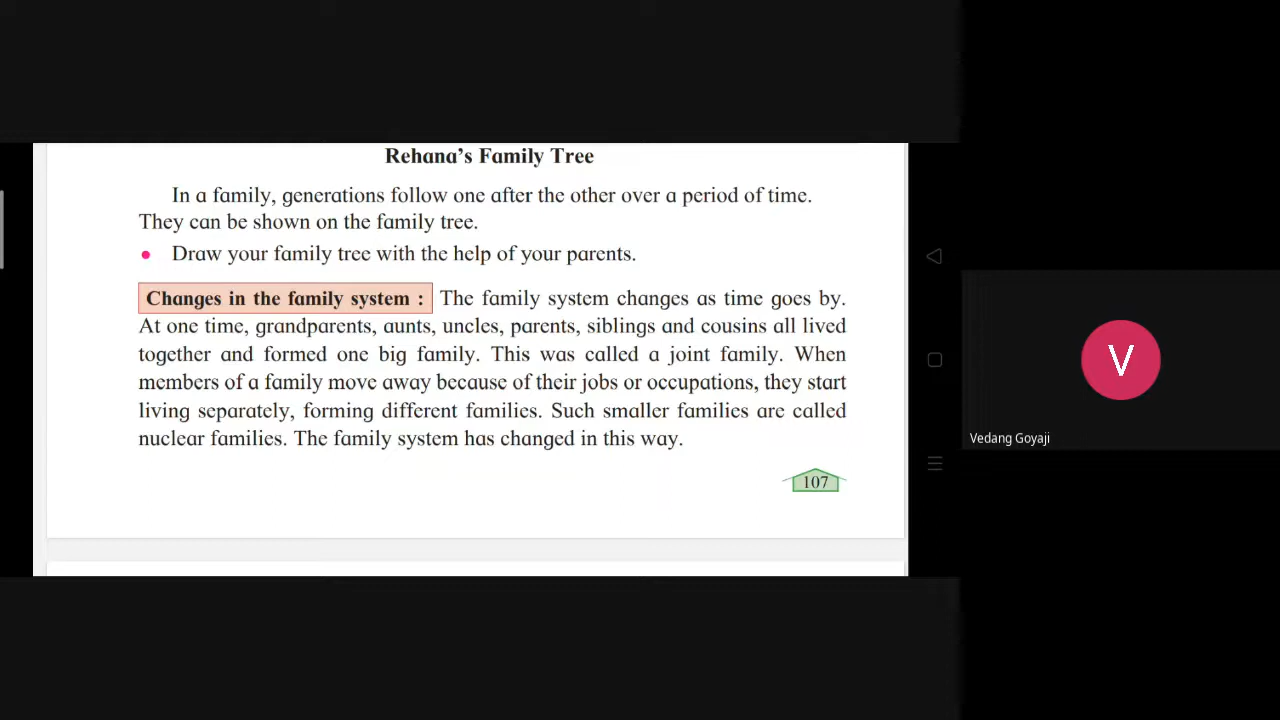 Rehana's Family Tree
In a family, generations follow one after the other over a period of time.
They can be shown on the family tree.
• Draw your family tree with the help of your parents.
Changes in the family system : The family system changes as time goes by.
At one time, grandparents, aunts, uncles, parents, siblings and cousins all lived
together and formed one big family. This was called a joint family. When
members of a family move away because of their jobs or occupations, they start
living separately, forming different families. Such smaller families are called
nuclear families. The family system has changed in this way.
107
V
Vedang Goyaji